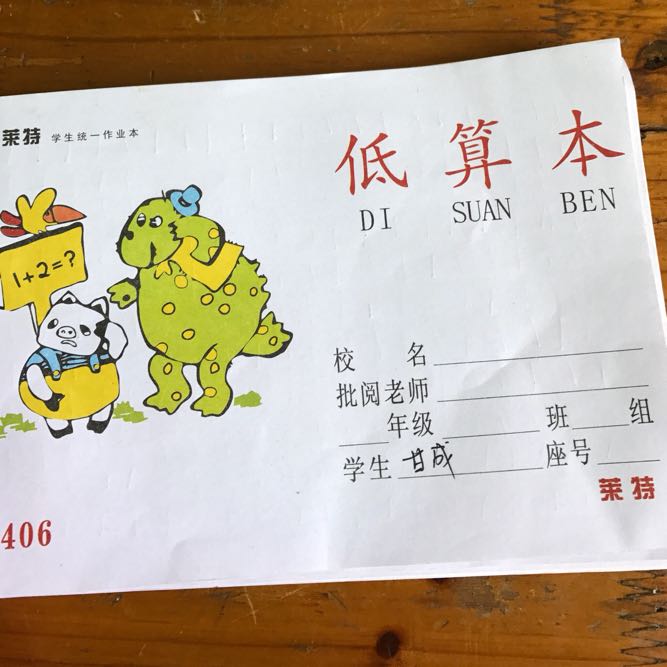 莱特 学生统一作业本
低算本
DI SUAN BEN
1+2=?
校 名
批阅老师
年级 班 组
学生 甘成 座号
莱特
406